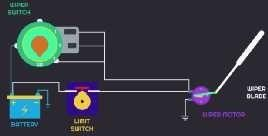 WIPER
SWITCH
WIPER
BLADE
WIPER MOTOR
BATTERY
LIMIT
SWITCH